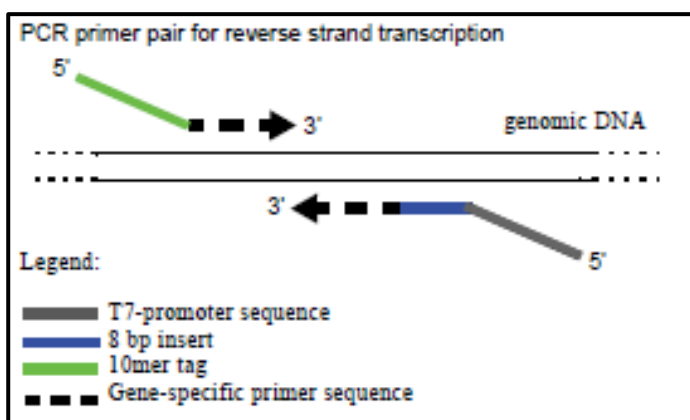 PCR primer pair for reverse strand transcription
5'
3'
genomic DNA
3'
5'
Legend:
T7-promoter sequence
8 bp insert
10mer tag
Gene-specific primer sequence